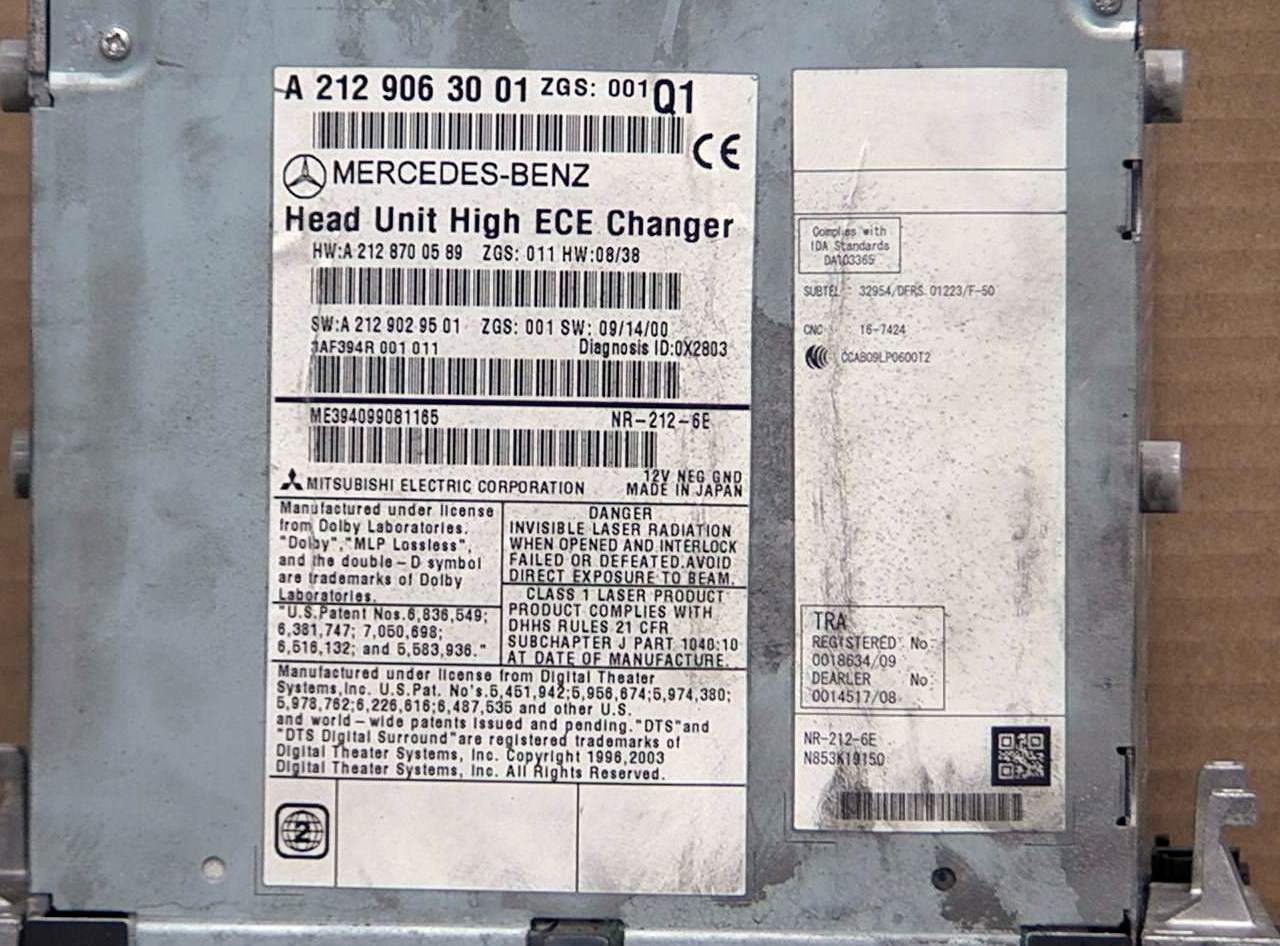 A 212 906 30 01 ZGS: 001 Q1
CE
MERCEDES-BENZ
Head Unit High ECE Changer
HW:A 212 870 05 89 ZGS: 011 HW:08/38
SW:A 212 902 95 01 ZGS: 001 SW: 09/14/00
3AF394R 001 011 Diagnosis ID:0X2803
ME394099081165 NR-212-6E
12V NEG GND
MITSUBISHI ELECTRIC CORPORATION MADE IN JAPAN
Manufactured under license
from Dolby Laboratories.
"Dolby","MLP Lossless",
and the double-D symbol
are trademarks of Dolby
Laboratories.
"U.S.Patent Nos.6,836,549;
6,381,747; 7,050,698;
6,516,132; and 5,583,936."
DANGER
INVISIBLE LASER RADIATION
WHEN OPENED AND INTERLOCK
FAILED OR DEFEATED.AVOID
DIRECT EXPOSURE TO BEAM.
CLASS 1 LASER PRODUCT
PRODUCT COMPLIES WITH
DHHS RULES 21 CFR
SUBCHAPTER J PART 1040:10
AT DATE OF MANUFACTURE.
Manufactured under license from Digital Theater
Systems,Inc. U.S.Pat. No's.5,451,942;5,956,674;5,974,380;
5,978,762;6,226,616;6,487,535 and other U.S.
and world-wide patents issued and pending."DTS"and
"DTS Digital Surround"are registered trademarks of
Digital Theater Systems, Inc. Copyright 1996,2003
Digital Theater Systems, Inc. All Rights Reserved.
2
Complies with
IDA Standards
DA103365
SUBTEL : 32954/DFRS.01223/F-50
CNC 16-7424
CCAB09LP0600T2
TRA
REGISTERED No:
0018634/09
DEARLER No:
0014517/08
NR-212-6E
N853K19150